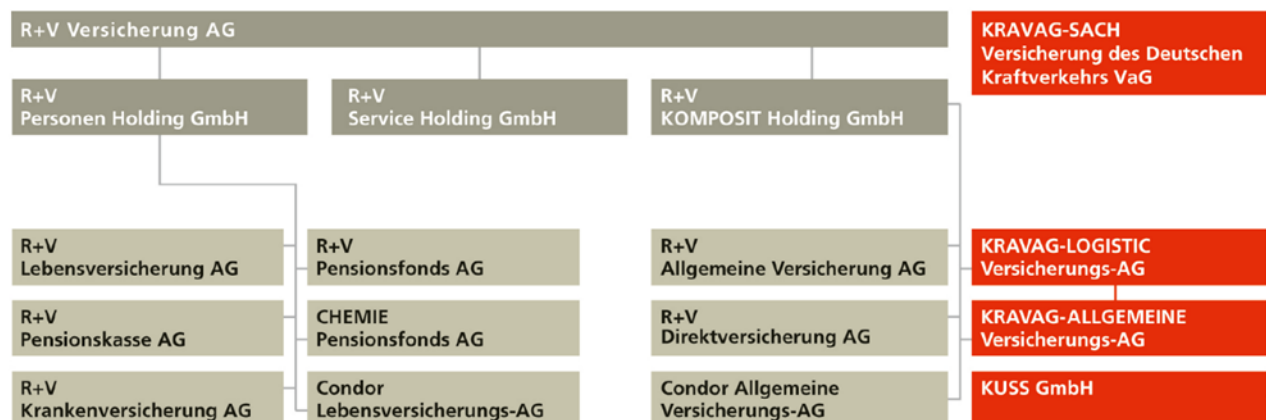 R+V Versicherung AG
KRAVAG-SACH
Versicherung des Deutschen
Kraftverkehrs VaG
R+V
Personen Holding GmbH
R+V
Service Holding GmbH
R+V
KOMPOSIT Holding GmbH
R+V
Lebensversicherung AG
R+V
Pensionsfonds AG
R+V
Allgemeine Versicherung AG
KRAVAG-LOGISTIC
Versicherungs-AG
R+V
Pensionskasse AG
CHEMIE
Pensionsfonds AG
R+V
Direktversicherung AG
KRAVAG-ALLGEMEINE
Versicherungs-AG
R+V
Krankenversicherung AG
Condor
Lebensversicherungs-AG
Condor Allgemeine
Versicherungs-AG
KUSS GmbH